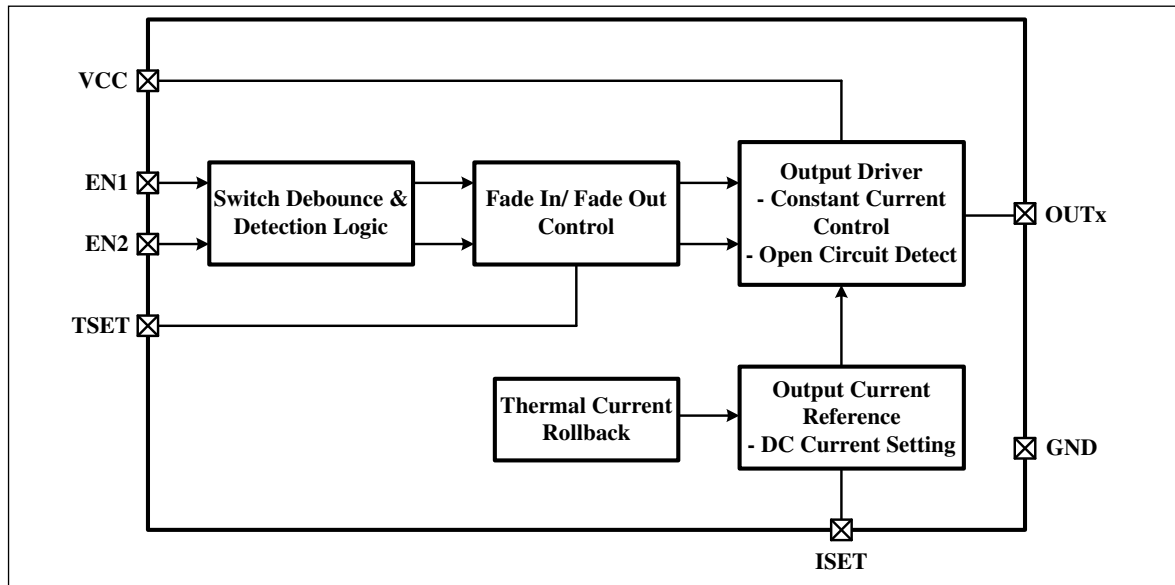 VCC
EN1
EN2
TSET
Switch Debounce &
Detection Logic
Fade In/ Fade Out
Control
Output Driver
- Constant Current
Control
- Open Circuit Detect
OUTx
Thermal Current
Rollback
Output Current
Reference
- DC Current Setting
GND
ISET